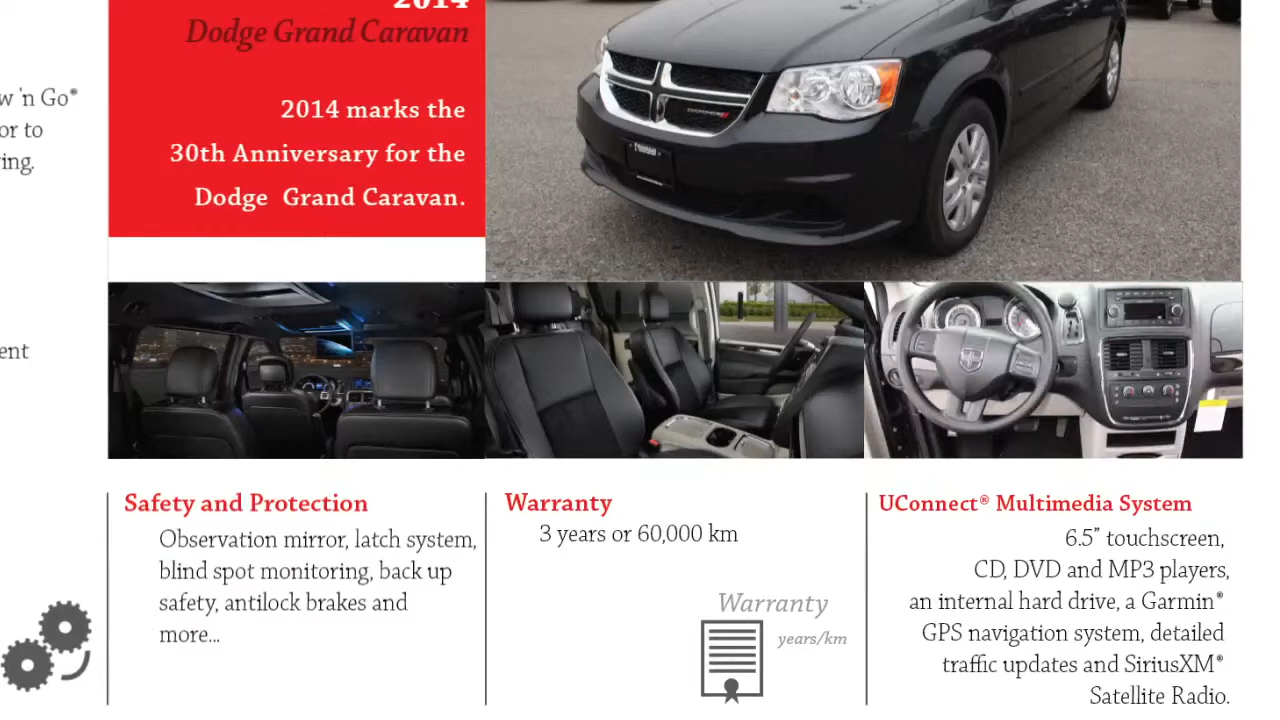 2014
Dodge Grand Caravan
2014 marks the
30th Anniversary for the
Dodge Grand Caravan.
w 'n Go®
or to
ing.
ent
Safety and Protection
Observation mirror, latch system,
blind spot monitoring, back up
safety, antilock brakes and
more...
Warranty
3 years or 60,000 km
Warranty
years/km
UConnect® Multimedia System
6.5” touchscreen,
CD, DVD and MP3 players,
an internal hard drive, a Garmin®
GPS navigation system, detailed
traffic updates and SiriusXM®
Satellite Radio.